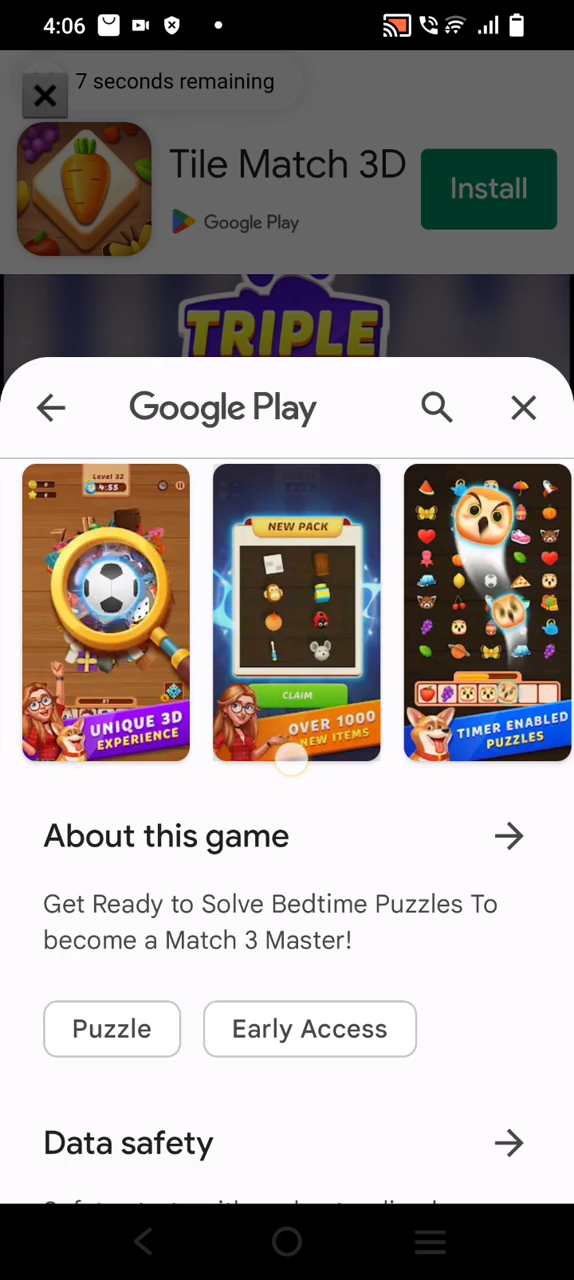 4:06
7 seconds remaining
Tile Match 3D
Google Play
Install
TRIPLE
Google Play
Level 32
4:55
UNIQUE 3D
EXPERIENCE
NEW PACK
CLAIM
OVER 1000
NEW ITEMS
TIMER ENABLED
PUZZLES
About this game
Get Ready to Solve Bedtime Puzzles To
become a Match 3 Master!
Puzzle
Early Access
Data safety